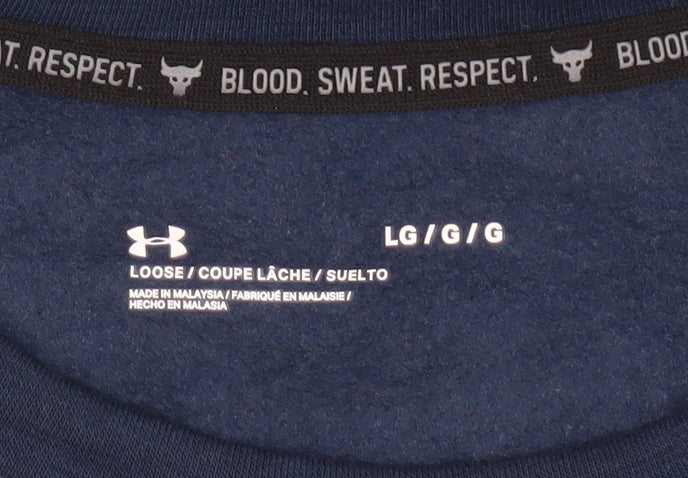 T. RESPECT. BLOOD. SWEAT. RESPECT. BLOOD
LG / G / G
LOOSE / COUPE LÂCHE / SUELTO
MADE IN MALAYSIA / FABRIQUÉ EN MALAISIE /
HECHO EN MALASIA